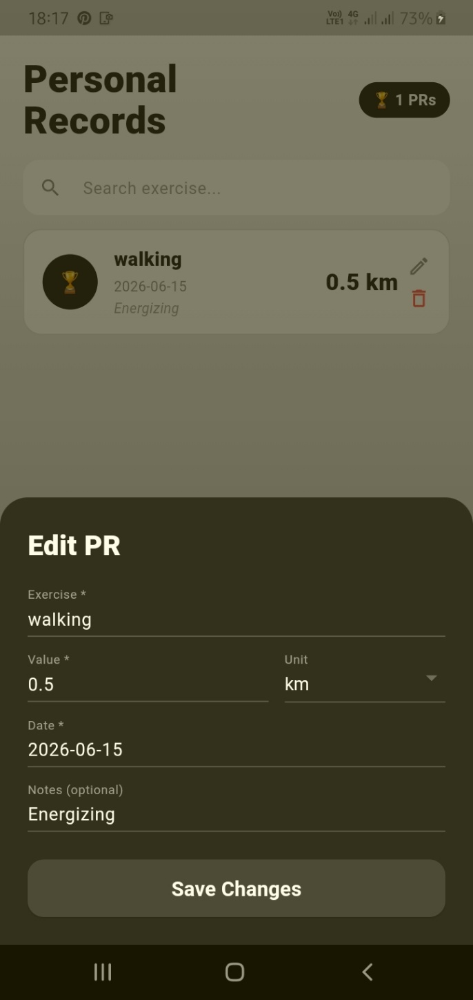 18:17 Vo)) 4G 73%
LTE1
Personal
Records
🏆 1 PRs
Search exercise...
walking
2026-06-15
Energizing
0.5 km
Edit PR
Exercise *
walking
Value * Unit
0.5 km
Date *
2026-06-15
Notes (optional)
Energizing
Save Changes